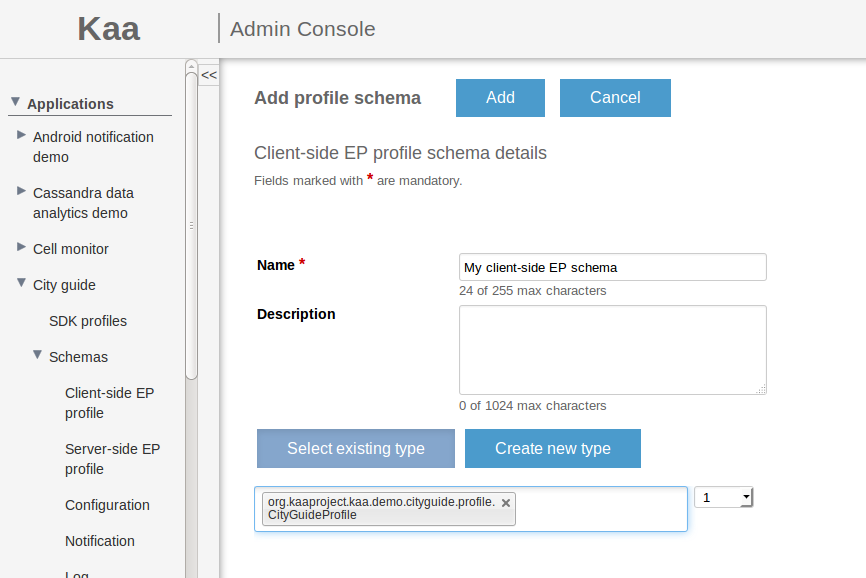 Kaa
Admin Console
<<
Applications
Android notification
demo
Cassandra data
analytics demo
Cell monitor
City guide
SDK profiles
Schemas
Client-side EP
profile
Server-side EP
profile
Configuration
Notification
Log
Add profile schema
Add
Cancel
Client-side EP profile schema details
Fields marked with * are mandatory.
Name *
My client-side EP schema
24 of 255 max characters
Description
0 of 1024 max characters
Select existing type
Create new type
org.kaaproject.kaa.demo.cityguide.profile.
CityGuideProfile
1